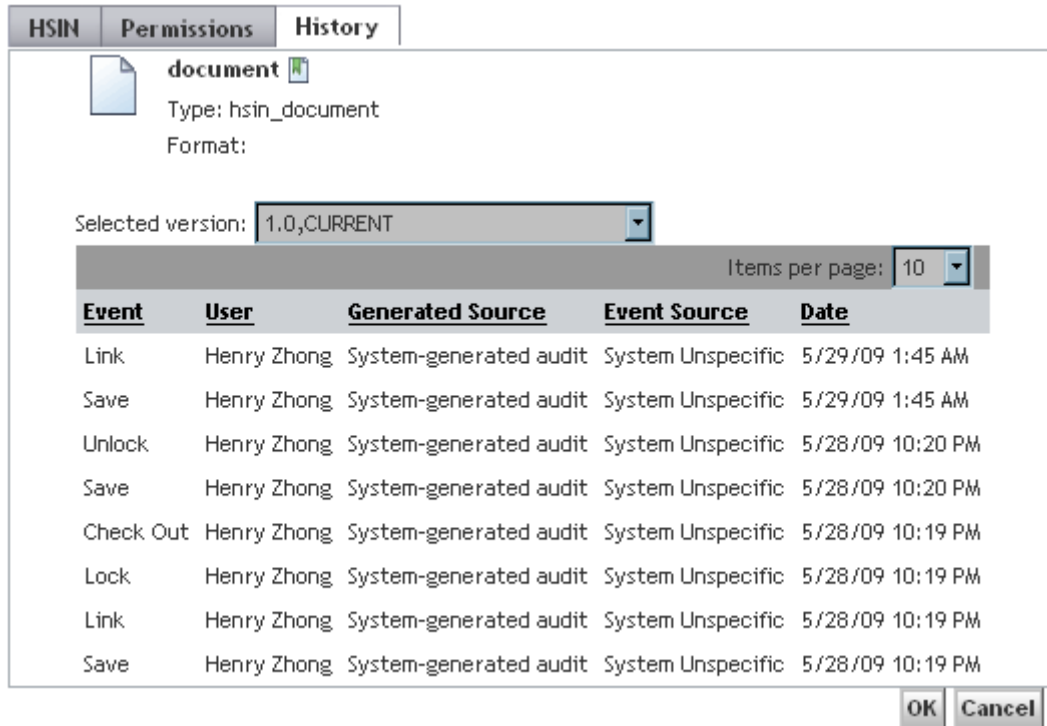 HSIN Permissions History
document
Type: hsin_document
Format:
Selected version: 1.0,CURRENT
Items per page: 10
Event User Generated Source Event Source Date
Link Henry Zhong System-generated audit System Unspecific 5/29/09 1:45 AM
Save Henry Zhong System-generated audit System Unspecific 5/29/09 1:45 AM
Unlock Henry Zhong System-generated audit System Unspecific 5/28/09 10:20 PM
Save Henry Zhong System-generated audit System Unspecific 5/28/09 10:20 PM
Check Out Henry Zhong System-generated audit System Unspecific 5/28/09 10:19 PM
Lock Henry Zhong System-generated audit System Unspecific 5/28/09 10:19 PM
Link Henry Zhong System-generated audit System Unspecific 5/28/09 10:19 PM
Save Henry Zhong System-generated audit System Unspecific 5/28/09 10:19 PM
OK Cancel